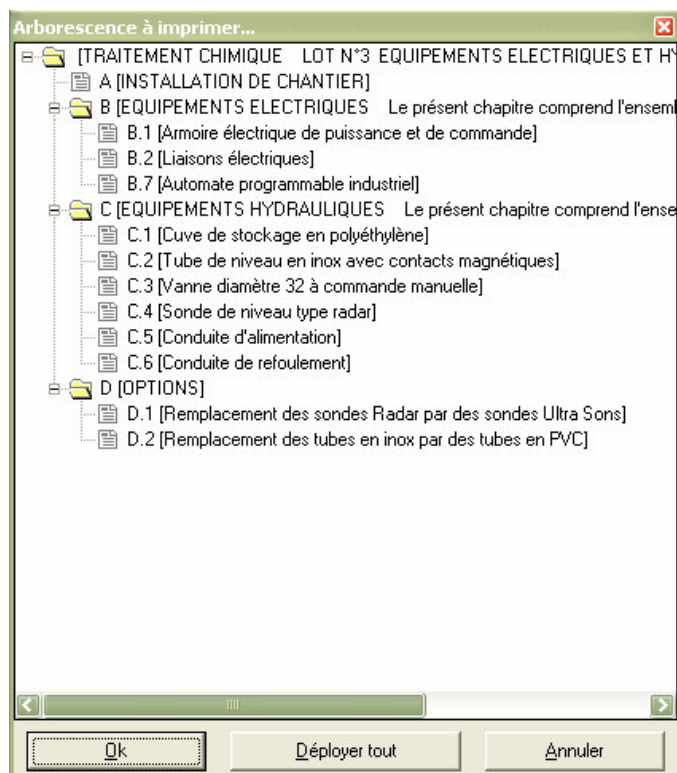 Arborescence à imprimer...
[TRAITEMENT CHIMIQUE LOT N°3 EQUIPEMENTS ELECTRIQUES ET HY
A [INSTALLATION DE CHANTIER]
B [EQUIPEMENTS ELECTRIQUES Le présent chapitre comprend l'ensembl
B.1 [Armoire électrique de puissance et de commande]
B.2 [Liaisons électriques]
B.7 [Automate programmable industriel]
C [EQUIPEMENTS HYDRAULIQUES Le présent chapitre comprend l'ense
C.1 [Cuve de stockage en polyéthylène]
C.2 [Tube de niveau en inox avec contacts magnétiques]
C.3 [Vanne diamètre 32 à commande manuelle]
C.4 [Sonde de niveau type radar]
C.5 [Conduite d'alimentation]
C.6 [Conduite de refoulement]
D [OPTIONS]
D.1 [Remplacement des sondes Radar par des sondes Ultra Sons]
D.2 [Remplacement des tubes en inox par des tubes en PVC]
Ok Déployer tout Annuler